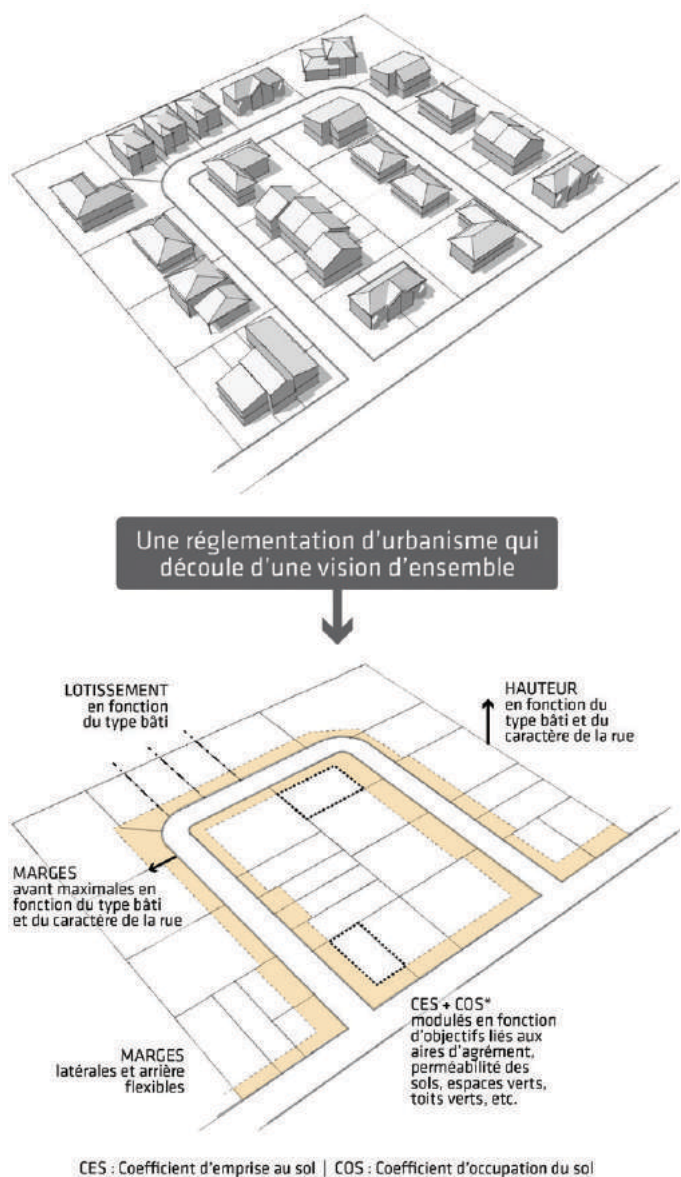 Une réglementation d'urbanisme qui
découle d'une vision d'ensemble
LOTISSEMENT
en fonction
du type bâti
HAUTEUR
en fonction du
type bâti et du
caractère de la rue
MARGES
avant maximales en
fonction du type bâti
et du caractère de la rue
MARGES
latérales et arrière
flexibles
CES + COS*
modulés en fonction
d'objectifs liés aux
aires d'agrément,
perméabilité des
sols, espaces verts,
toits verts, etc.
CES : Coefficient d'emprise au sol | COS : Coefficient d'occupation du sol